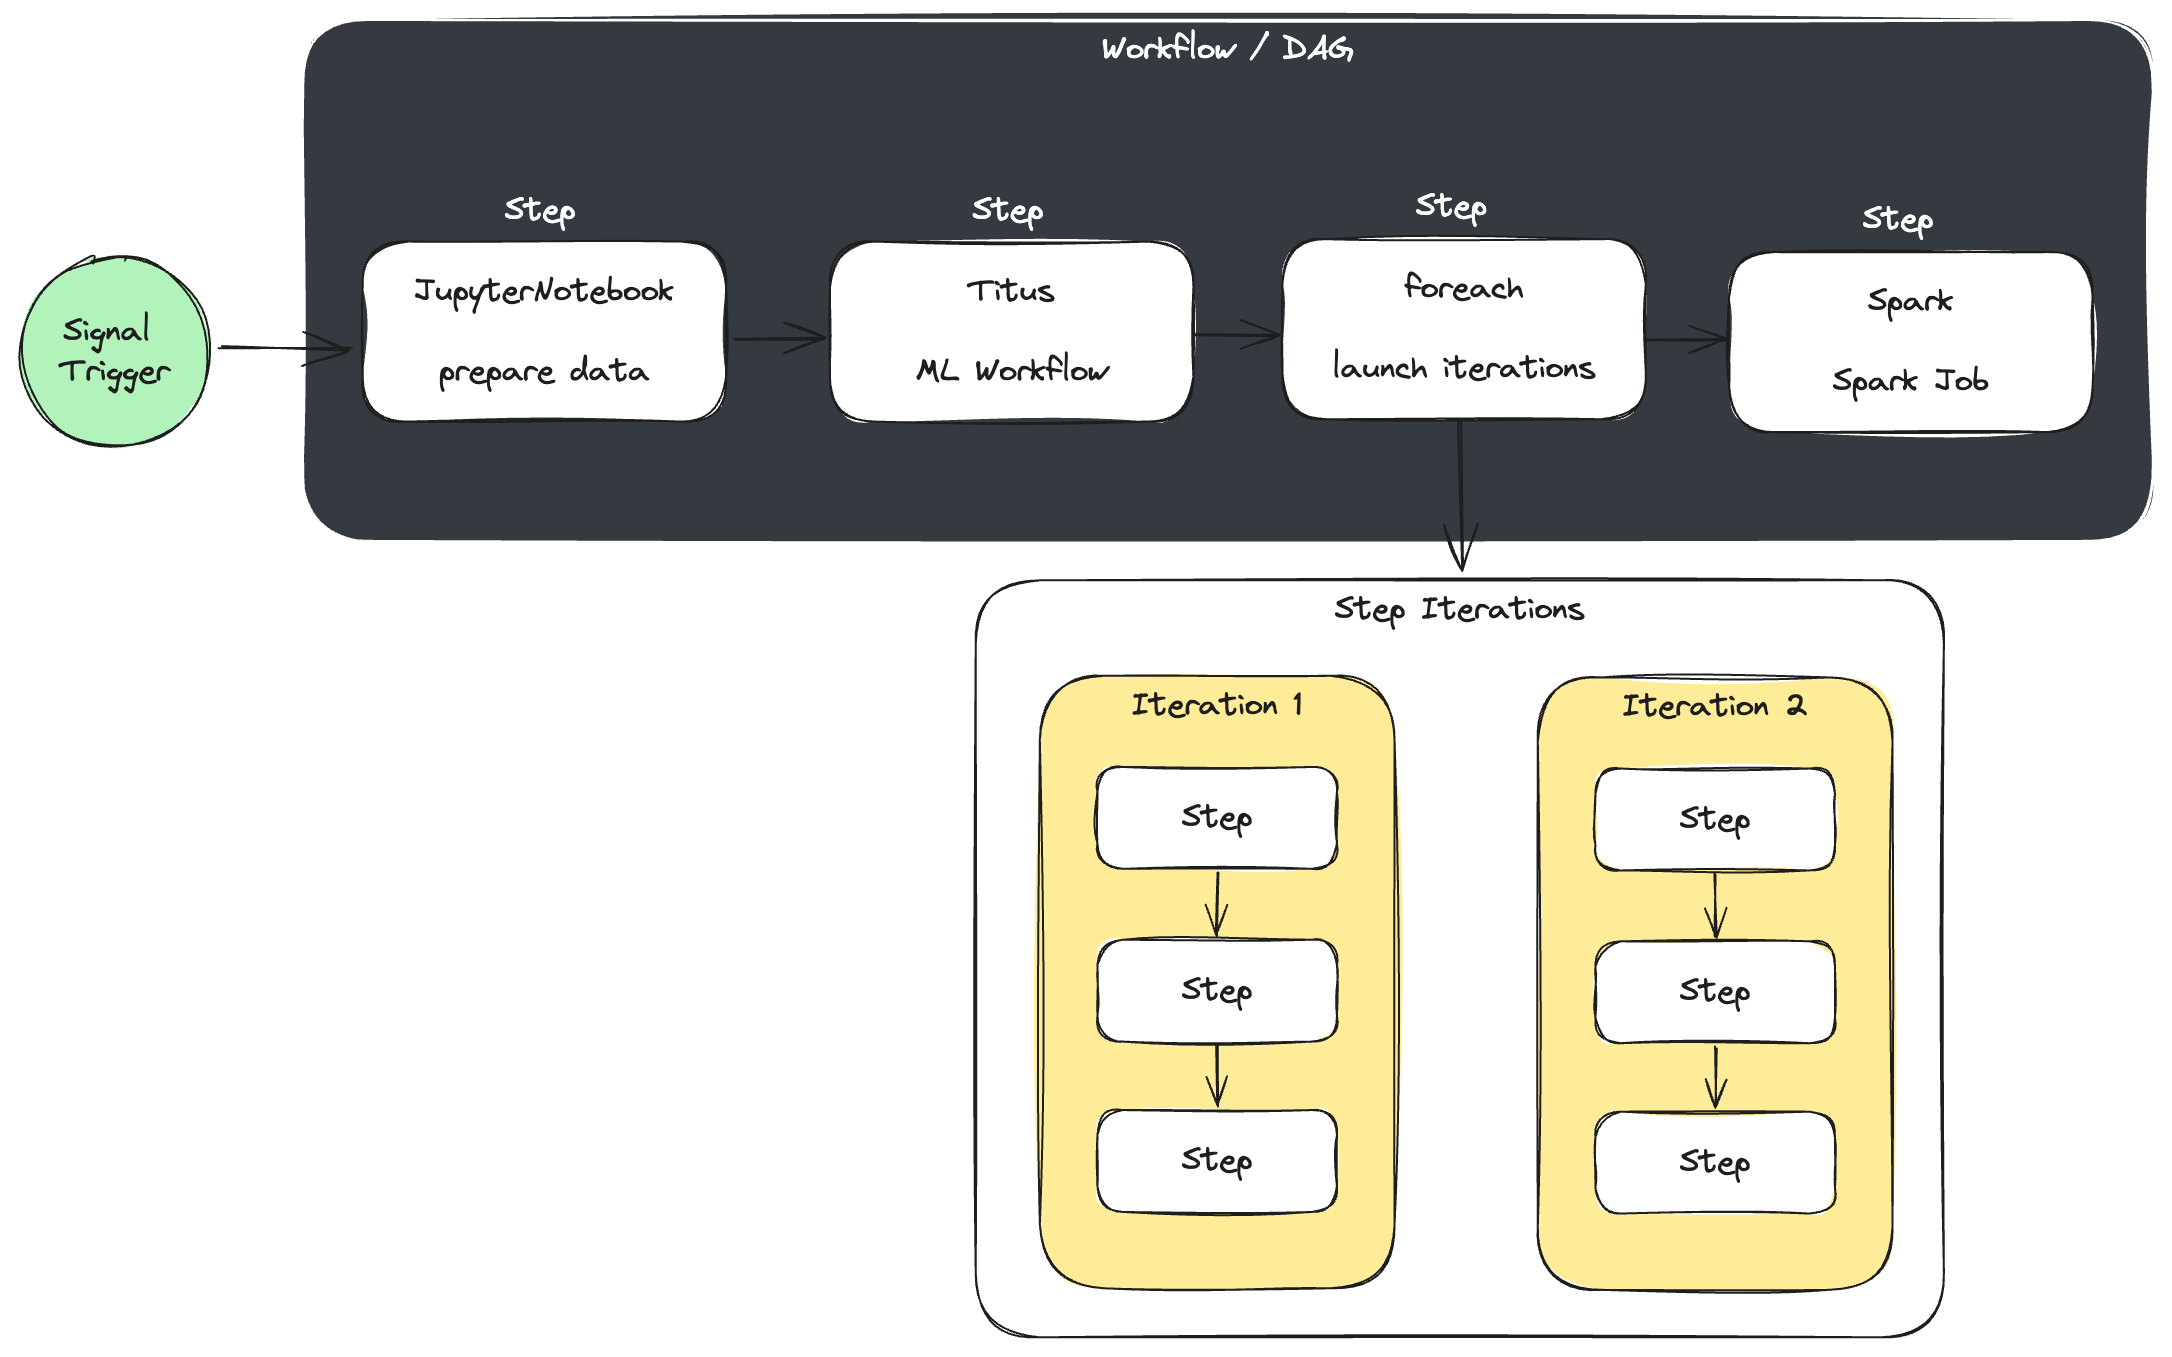 Workflow / DAG
Step
Step
Step
Step
Signal
Trigger
JupyterNotebook
prepare data
Titus
ML Workflow
foreach
launch iterations
Spark
Spark Job
Step Iterations
Iteration 1
Step
Step
Step
Iteration 2
Step
Step
Step